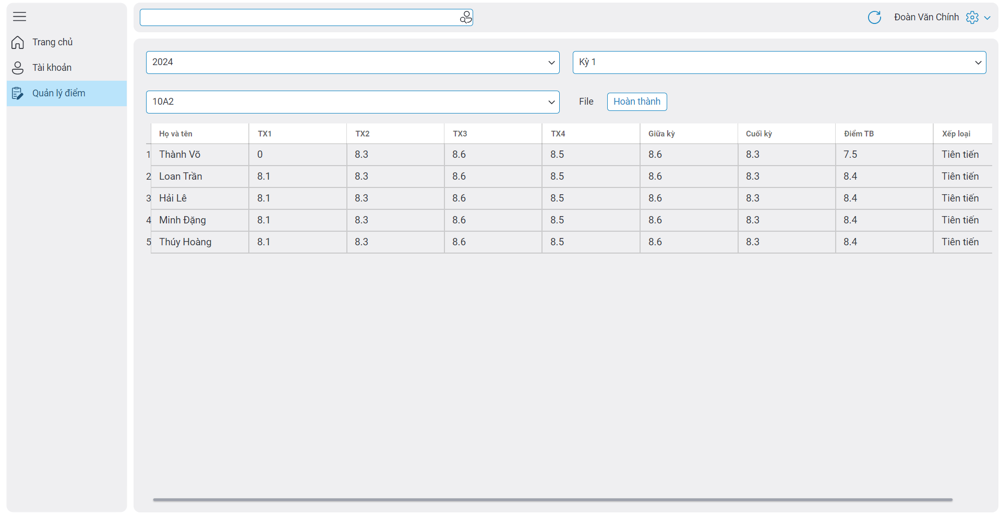 Đoàn Văn Chính
Trang chủ
Tài khoản
Quản lý điểm
2024
Kỳ 1
10A2
File
Hoàn thành
Họ và tên TX1 TX2 TX3 TX4 Giữa kỳ Cuối kỳ Điểm TB Xếp loại
1 Thành Võ 0 8.3 8.6 8.5 8.6 8.3 7.5 Tiên tiến
2 Loan Trần 8.1 8.3 8.6 8.5 8.6 8.3 8.4 Tiên tiến
3 Hải Lê 8.1 8.3 8.6 8.5 8.6 8.3 8.4 Tiên tiến
4 Minh Đặng 8.1 8.3 8.6 8.5 8.6 8.3 8.4 Tiên tiến
5 Thúy Hoàng 8.1 8.3 8.6 8.5 8.6 8.3 8.4 Tiên tiến